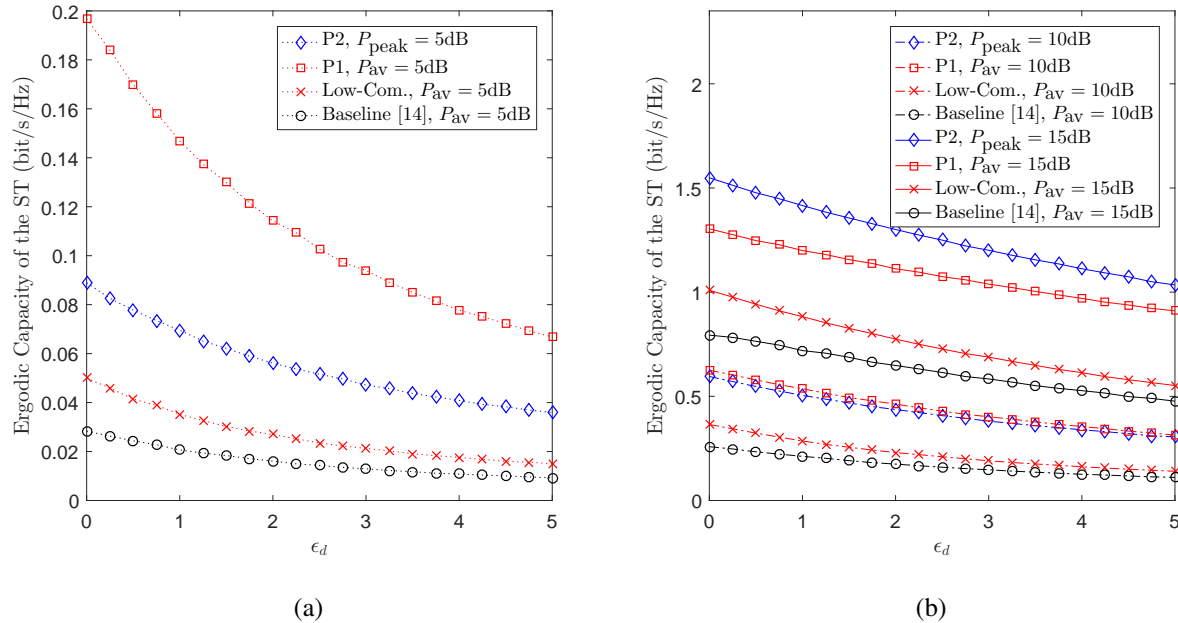 0.2
0.18
0.16
0.14
0.12
0.1
0.08
0.06
0.04
0.02
0
Ergodic Capacity of the ST (bit/s/Hz)
P2, P_peak = 5dB
P1, P_av = 5dB
Low-Com., P_av = 5dB
Baseline [14], P_av = 5dB
0 1 2 3 4 5
ϵ_d
(a)
2
1.5
1
0.5
0
Ergodic Capacity of the ST (bit/s/Hz)
P2, P_peak = 10dB
P1, P_av = 10dB
Low-Com., P_av = 10dB
Baseline [14], P_av = 10dB
P2, P_peak = 15dB
P1, P_av = 15dB
Low-Com., P_av = 15dB
Baseline [14], P_av = 15dB
0 1 2 3 4 5
ϵ_d
(b)